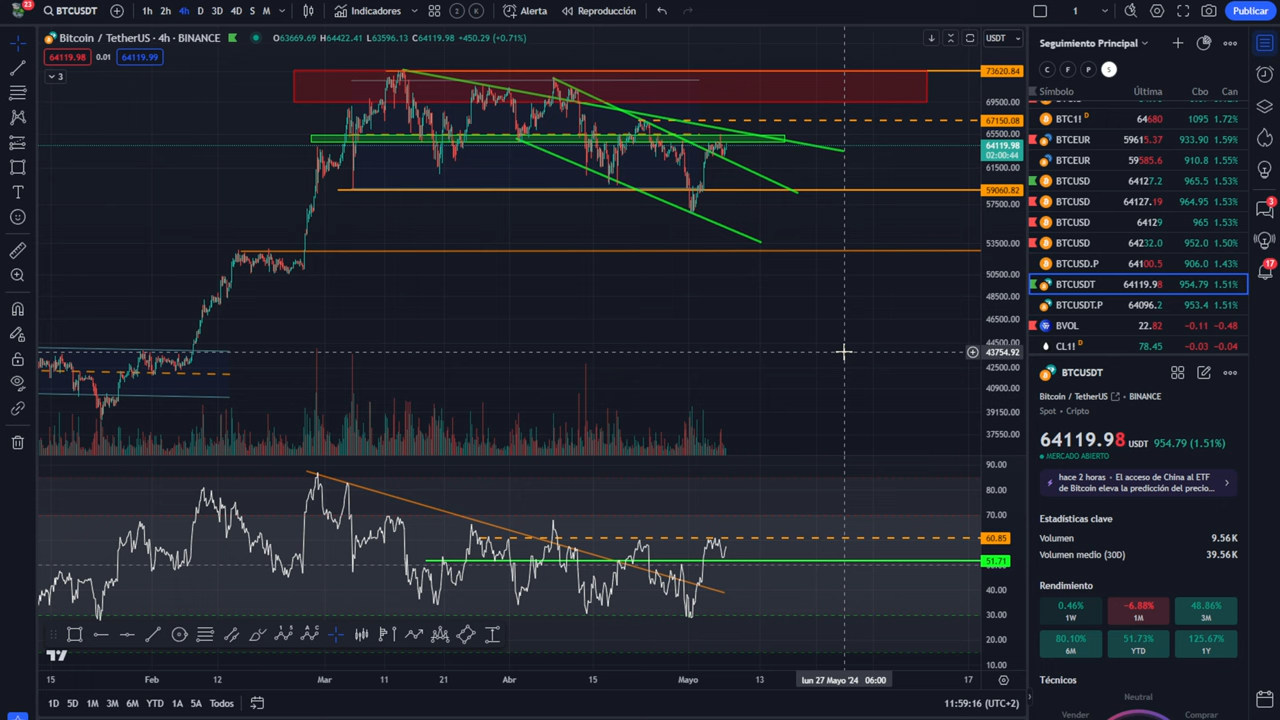 23
BTCUSDT
1h 2h 4h D 3D 4D S M
Indicadores
2 K
Alerta
Reproducción
1
Publicar
Bitcoin / TetherUS · 4h · BINANCE
O63669.69 H64422.41 L63596.13 C64119.98 +450.29 (+0.71%)
64119.98 0.01 64119.99
3
USDT
73620.84
69500.00
67150.08
65500.00
64119.98
02:00:44
61500.00
59060.82
57500.00
53500.00
50500.00
48500.00
46500.00
44500.00
43754.92
42500.00
40900.00
39150.00
37550.00
90.00
80.00
70.00
60.85
51.71
40.00
30.00
20.00
10.00
15 Feb 12 Mar 11 21 Abr 15 Mayo 13 lun 27 Mayo '24 06:00 17
1D 5D 1M 3M 6M YTD 1A 5A Todos
11:59:16 (UTC+2)
Seguimiento Principal
C F P S
Símbolo Última Cbo Can
BTC1! D 64680 1095 1.72%
BTCEUR 59615.37 933.90 1.59%
BTCEUR 59585.6 910.8 1.55%
BTCUSD 64127.2 965.5 1.53%
BTCUSD 64127.19 964.95 1.53%
BTCUSD 64129 965 1.53%
BTCUSD 64232.0 952.0 1.50%
BTCUSD.P 64100.5 906.0 1.43%
BTCUSDT 64119.98 954.79 1.51%
BTCUSDT.P 64096.2 953.4 1.51%
BVOL 22.82 −0.11 −0.48
CL1! D 78.45 −0.03 −0.04
3
17
BTCUSDT
Bitcoin / TetherUS · BINANCE
Spot · Cripto
64119.98 USDT 954.79 (1.51%)
MERCADO ABIERTO
hace 2 horas · El acceso de China al ETF
de Bitcoin eleva la predicción del precio...
Estadísticas clave
Volumen 9.56K
Volumen medio (30D) 39.56K
Rendimiento
0.46% −6.88% 48.86%
1W 1M 3M
80.10% 51.73% 125.67%
6M YTD 1Y
Técnicos
Neutral
Vender Comprar